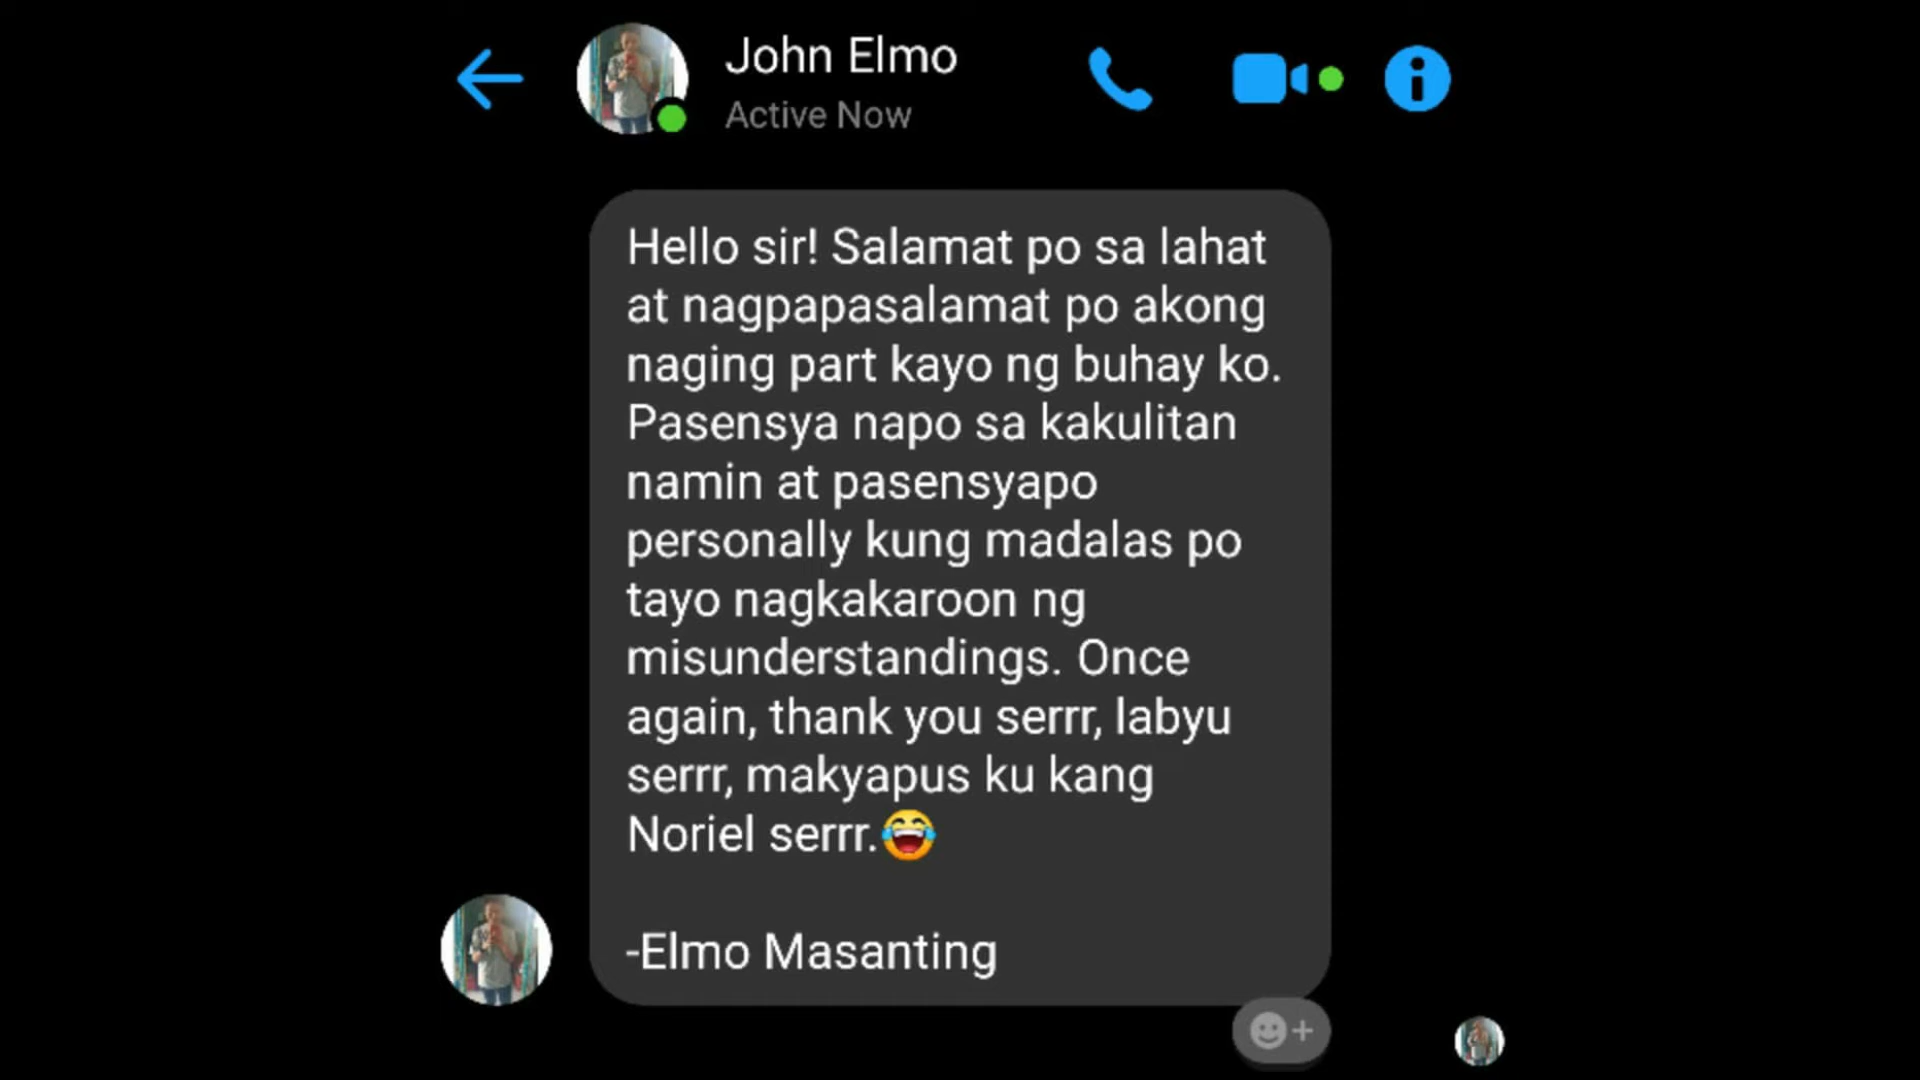 John Elmo
Active Now
Hello sir! Salamat po sa lahat
at nagpapasalamat po akong
naging part kayo ng buhay ko.
Pasensya napo sa kakulitan
namin at pasensyapo
personally kung madalas po
tayo nagkakaroon ng
misunderstandings. Once
again, thank you serrr, labyu
serrr, makyapus ku kang
Noriel serrr.😂
-Elmo Masanting